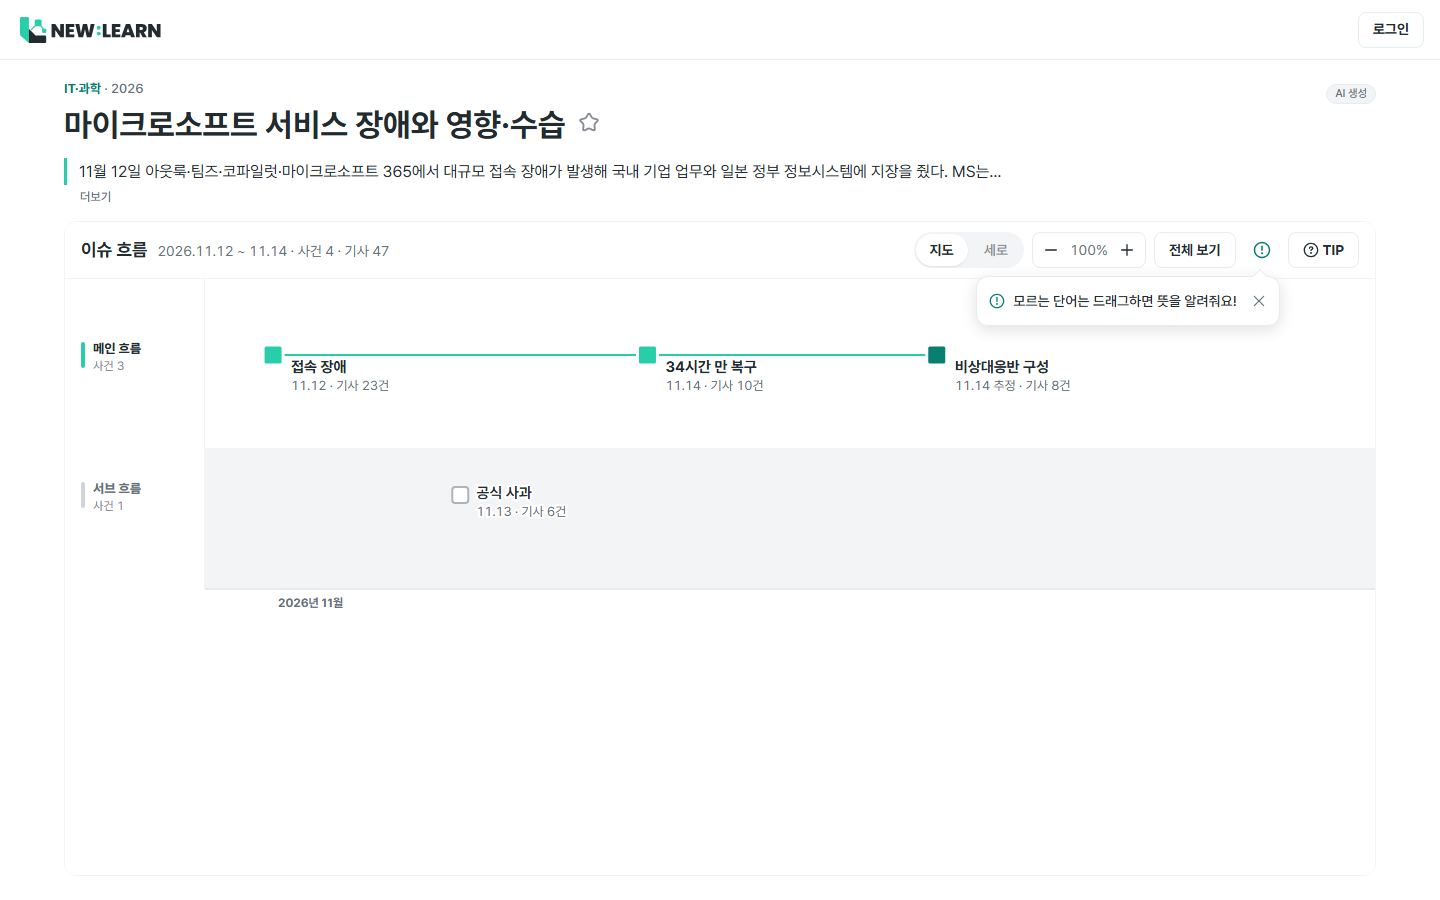 NEW:LEARN
로그인
IT·과학 · 2026
AI 생성
마이크로소프트 서비스 장애와 영향·수습
11월 12일 아웃룩·팀즈·코파일럿·마이크로소프트 365에서 대규모 접속 장애가 발생해 국내 기업 업무와 일본 정부 정보시스템에 지장을 줬다. MS는...
더보기
이슈 흐름 2026.11.12 ~ 11.14 · 사건 4 · 기사 47
지도 세로 100% 전체 보기 TIP
모르는 단어는 드래그하면 뜻을 알려줘요!
메인 흐름
사건 3
접속 장애
11.12 · 기사 23건
34시간 만 복구
11.14 · 기사 10건
비상대응반 구성
11.14 추정 · 기사 8건
서브 흐름
사건 1
공식 사과
11.13 · 기사 6건
2026년 11월